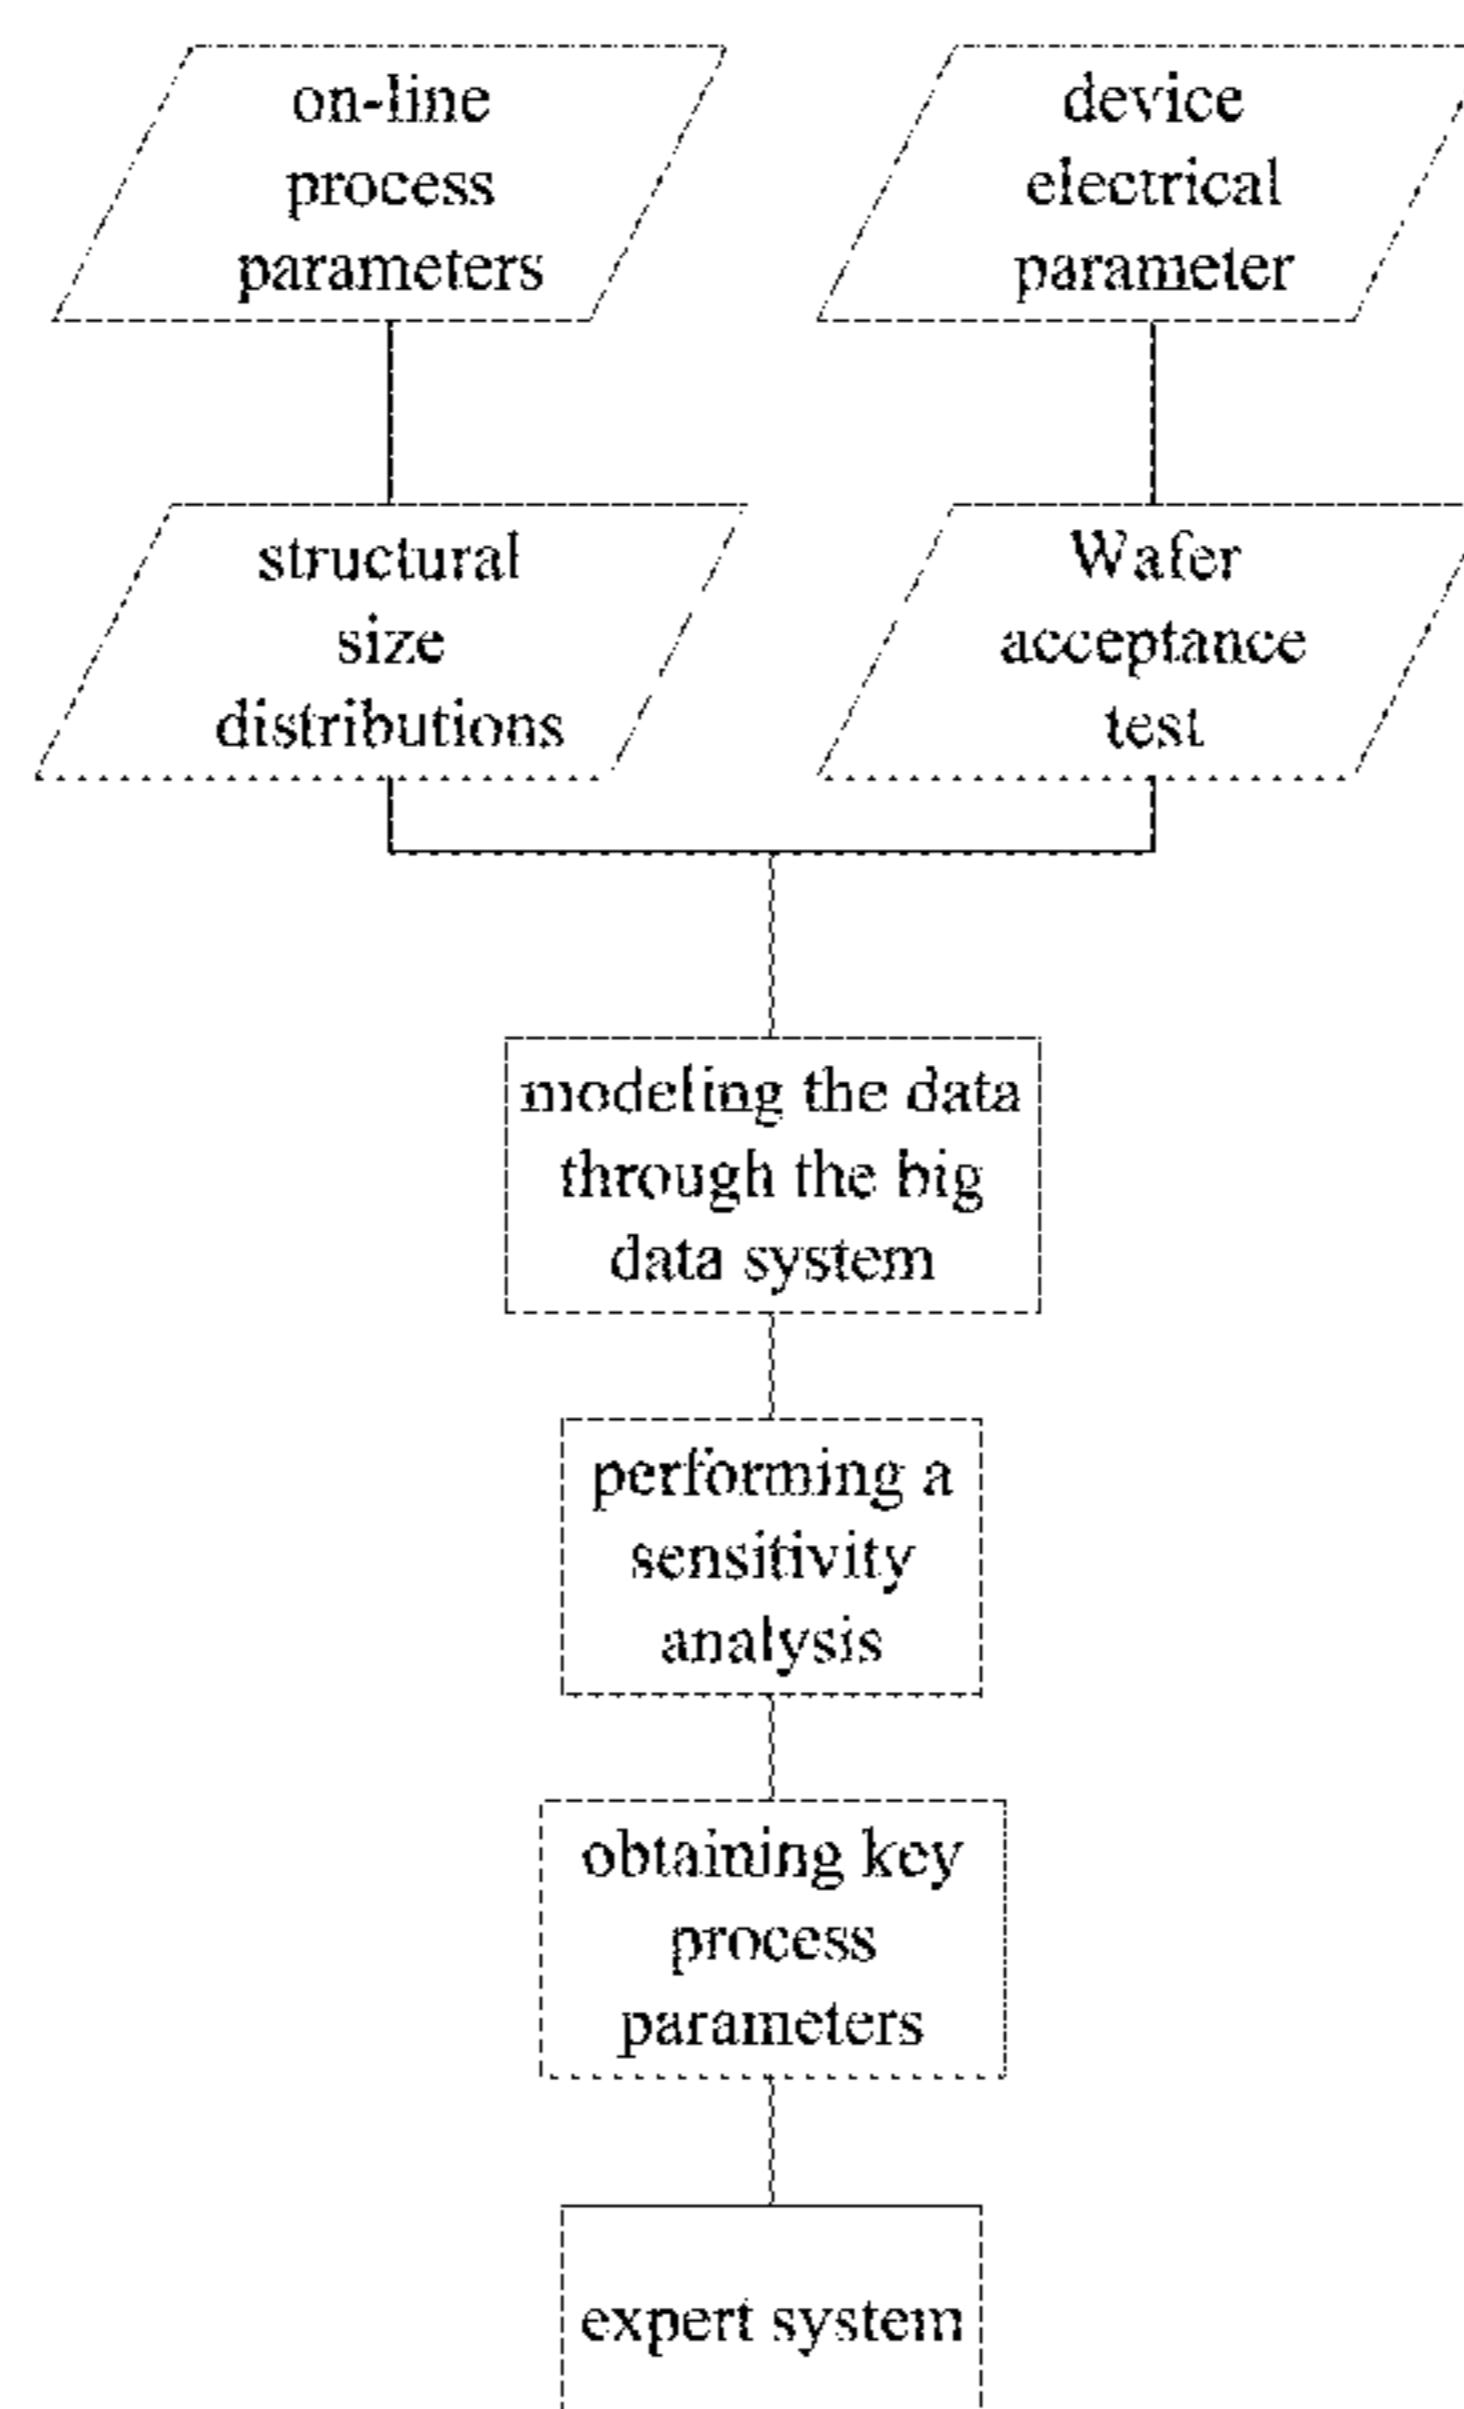 on-line
process
parameters
device
electrical
parameter
structural
size
distributions
Wafer
acceptance
test
modeling the data
through the big
data system
performing a
sensitivity
analysis
obtaining key
process
parameters
expert system